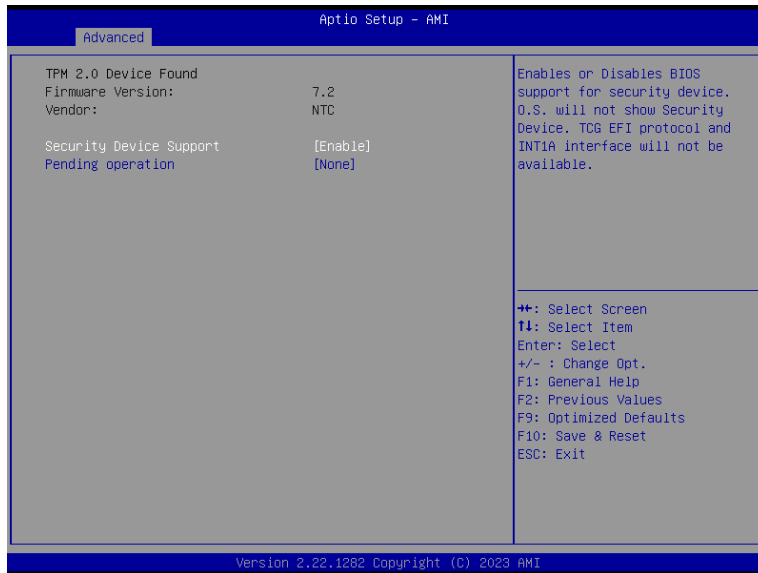 Aptio Setup – AMI
Advanced
TPM 2.0 Device Found
Firmware Version: 7.2
Vendor: NTC
Security Device Support [Enable]
Pending operation [None]
Enables or Disables BIOS
support for security device.
O.S. will not show Security
Device. TCG EFI protocol and
INT1A interface will not be
available.
→←: Select Screen
↑↓: Select Item
Enter: Select
+/- : Change Opt.
F1: General Help
F2: Previous Values
F9: Optimized Defaults
F10: Save & Reset
ESC: Exit
Version 2.22.1282 Copyright (C) 2023 AMI